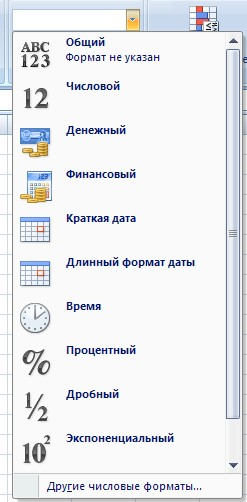 ABC
123
Общий
Формат не указан
12
Числовой
Денежный
Финансовый
Краткая дата
Длинный формат даты
Время
%
Процентный
½
Дробный
10²
Экспоненциальный
Другие числовые форматы...